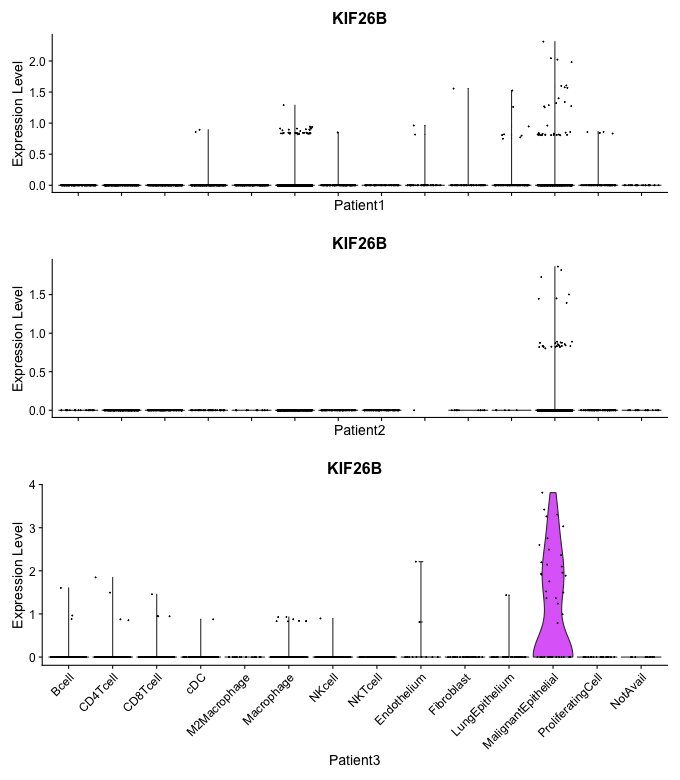 KIF26B
Expression Level
2.0
1.5
1.0
0.5
0.0
Patient1
KIF26B
Expression Level
1.5
1.0
0.5
0.0
Patient2
KIF26B
Expression Level
4
3
2
1
0
Bcell
CD4Tcell
CD8Tcell
cDC
M2Macrophage
Macrophage
NKcell
NKTcell
Endothelium
Fibroblast
LungEpithelium
MalignantEpithelial
ProliferatingCell
NotAvail
Patient3